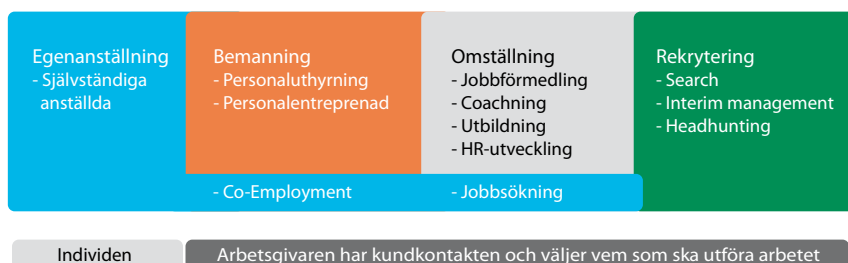 Egenanställning
- Självständiga
anställda
Bemanning
- Personaluthyrning
- Personalentreprenad
Omställning
- Jobbförmedling
- Coachning
- Utbildning
- HR-utveckling
Rekrytering
- Search
- Interim management
- Headhunting
- Co-Employment
- Jobbsökning
Individen
Arbetsgivaren har kundkontakten och väljer vem som ska utföra arbetet